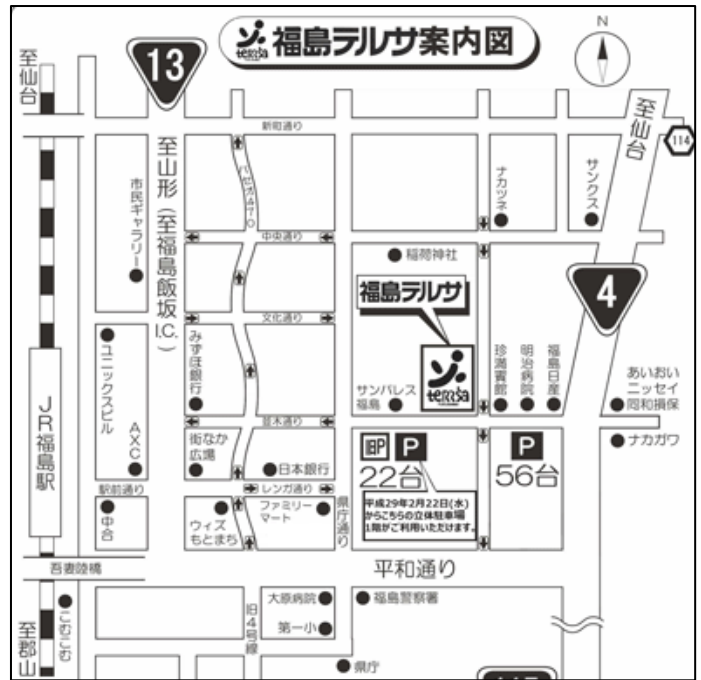 terrsa 福島テルサ案内図
N
13
至仙台
至仙台
114
新町通り
至山形(至福島飯坂I.C.)
市民ギャラリー
パセオ470
ナカツネ
サンクス
中央通り
稲荷神社
福島テルサ
4
文化通り
みずほ銀行
ユニックスビル
terrsa
サンパレス
福島
珍満賓館
明治病院
福島日産
あいおい
ニッセイ
同和損保
並木通り
JR福島駅
AXC
街なか
広場
日本銀行
旧P
P
22台
P
56台
ナカガワ
駅前通り
レンガ通り
平成29年2月22日(水)
からこちらの立体駐車場
1階がご利用いただけます。
中合
ウィズ
もとまち
ファミリー
マート
県庁通り
吾妻陸橋
平和通り
こむこむ
旧4号線
大原病院
福島警察署
第一小
至郡山
県庁